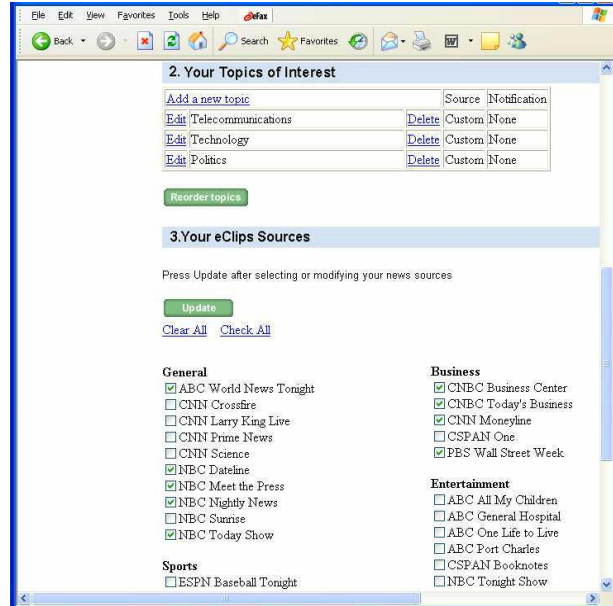 File Edit View Favorites Tools Help eFax
Back Search Favorites
2. Your Topics of Interest
Add a new topic Source Notification
Edit Telecommunications Delete Custom None
Edit Technology Delete Custom None
Edit Politics Delete Custom None
Reorder topics
3.Your eClips Sources
Press Update after selecting or modifying your news sources
Update
Clear All Check All
General
ABC World News Tonight
CNN Crossfire
CNN Larry King Live
CNN Prime News
CNN Science
NBC Dateline
NBC Meet the Press
NBC Nightly News
NBC Sunrise
NBC Today Show
Sports
ESPN Baseball Tonight
Business
CNBC Business Center
CNBC Today's Business
CNN Moneyline
CSPAN One
PBS Wall Street Week
Entertainment
ABC All My Children
ABC General Hospital
ABC One Life to Live
ABC Port Charles
CSPAN Booknotes
NBC Tonight Show